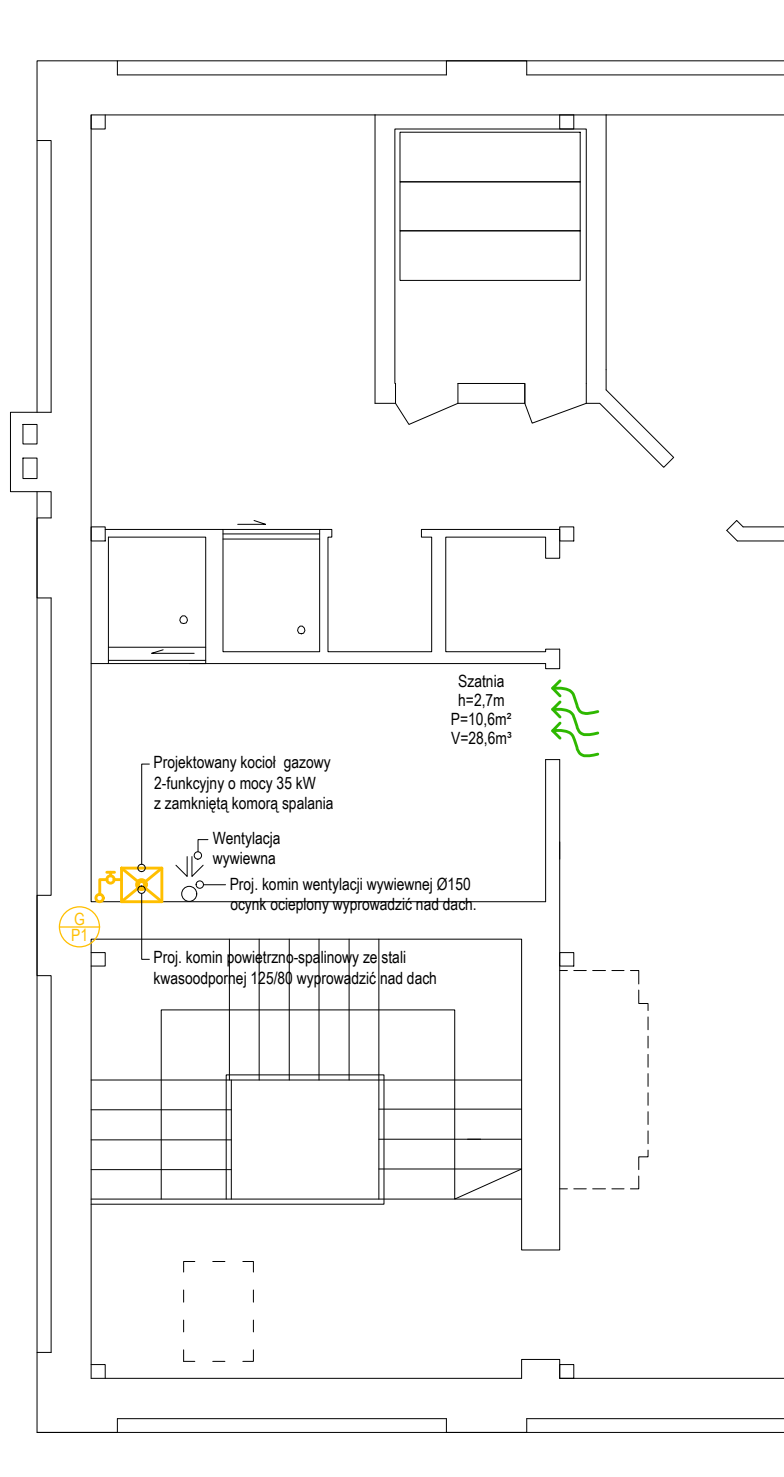 Szatnia
h=2,7m
P=10,6m²
V=28,6m³
Projektowany kocioł gazowy
2-funkcyjny o mocy 35 kW
z zamkniętą komorą spalania
Wentylacja
wywiewna
Proj. komin wentylacji wywiewnej Ø150
ocynk ocieplony wyprowadzić nad dach.
G
P1
Proj. komin powietrzno-spalinowy ze stali
kwasoodpornej 125/80 wyprowadzić nad dach